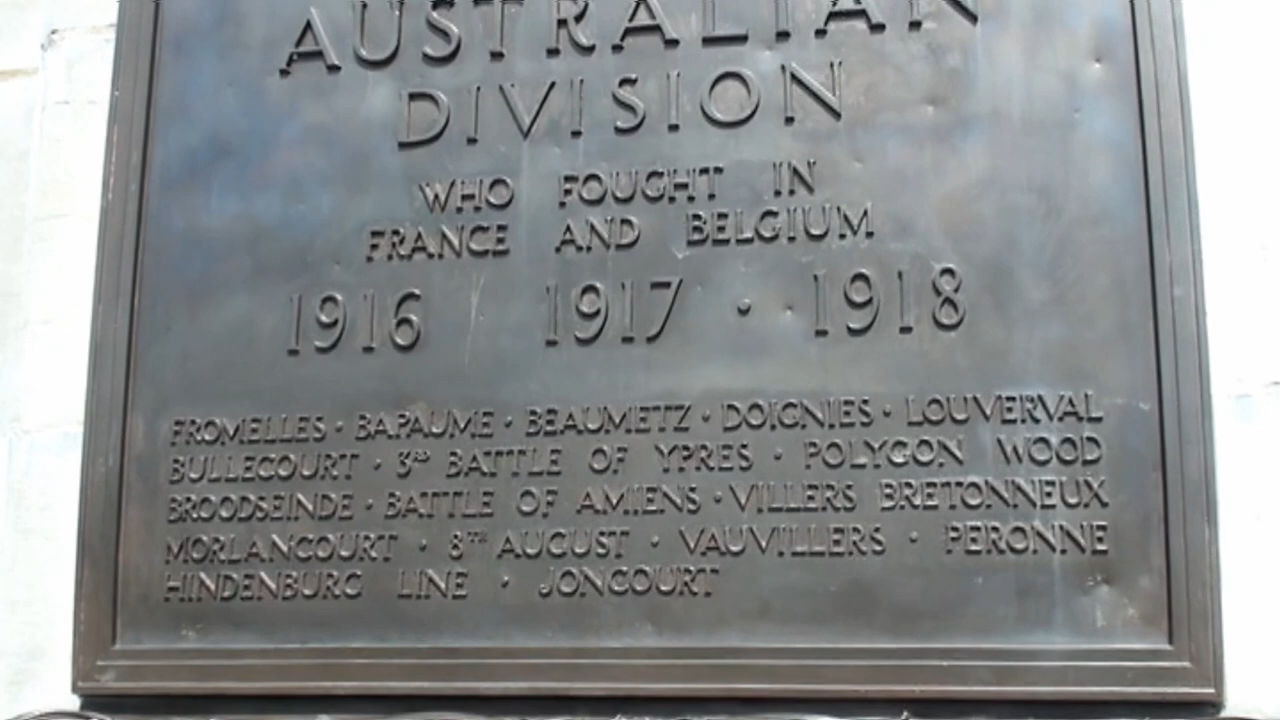 AUSTRALIAN
DIVISION
WHO FOUGHT IN
FRANCE AND BELGIUM
1916 1917 · 1918
FROMELLES · BAPAUME · BEAUMETZ · DOIGNIES · LOUVERVAL
BULLECOURT · 3RD BATTLE OF YPRES · POLYGON WOOD
BROODSEINDE · BATTLE OF AMIENS · VILLERS BRETONNEUX
MORLANCOURT · 8TH AUGUST · VAUVILLERS · PERONNE
HINDENBURG LINE · JONCOURT